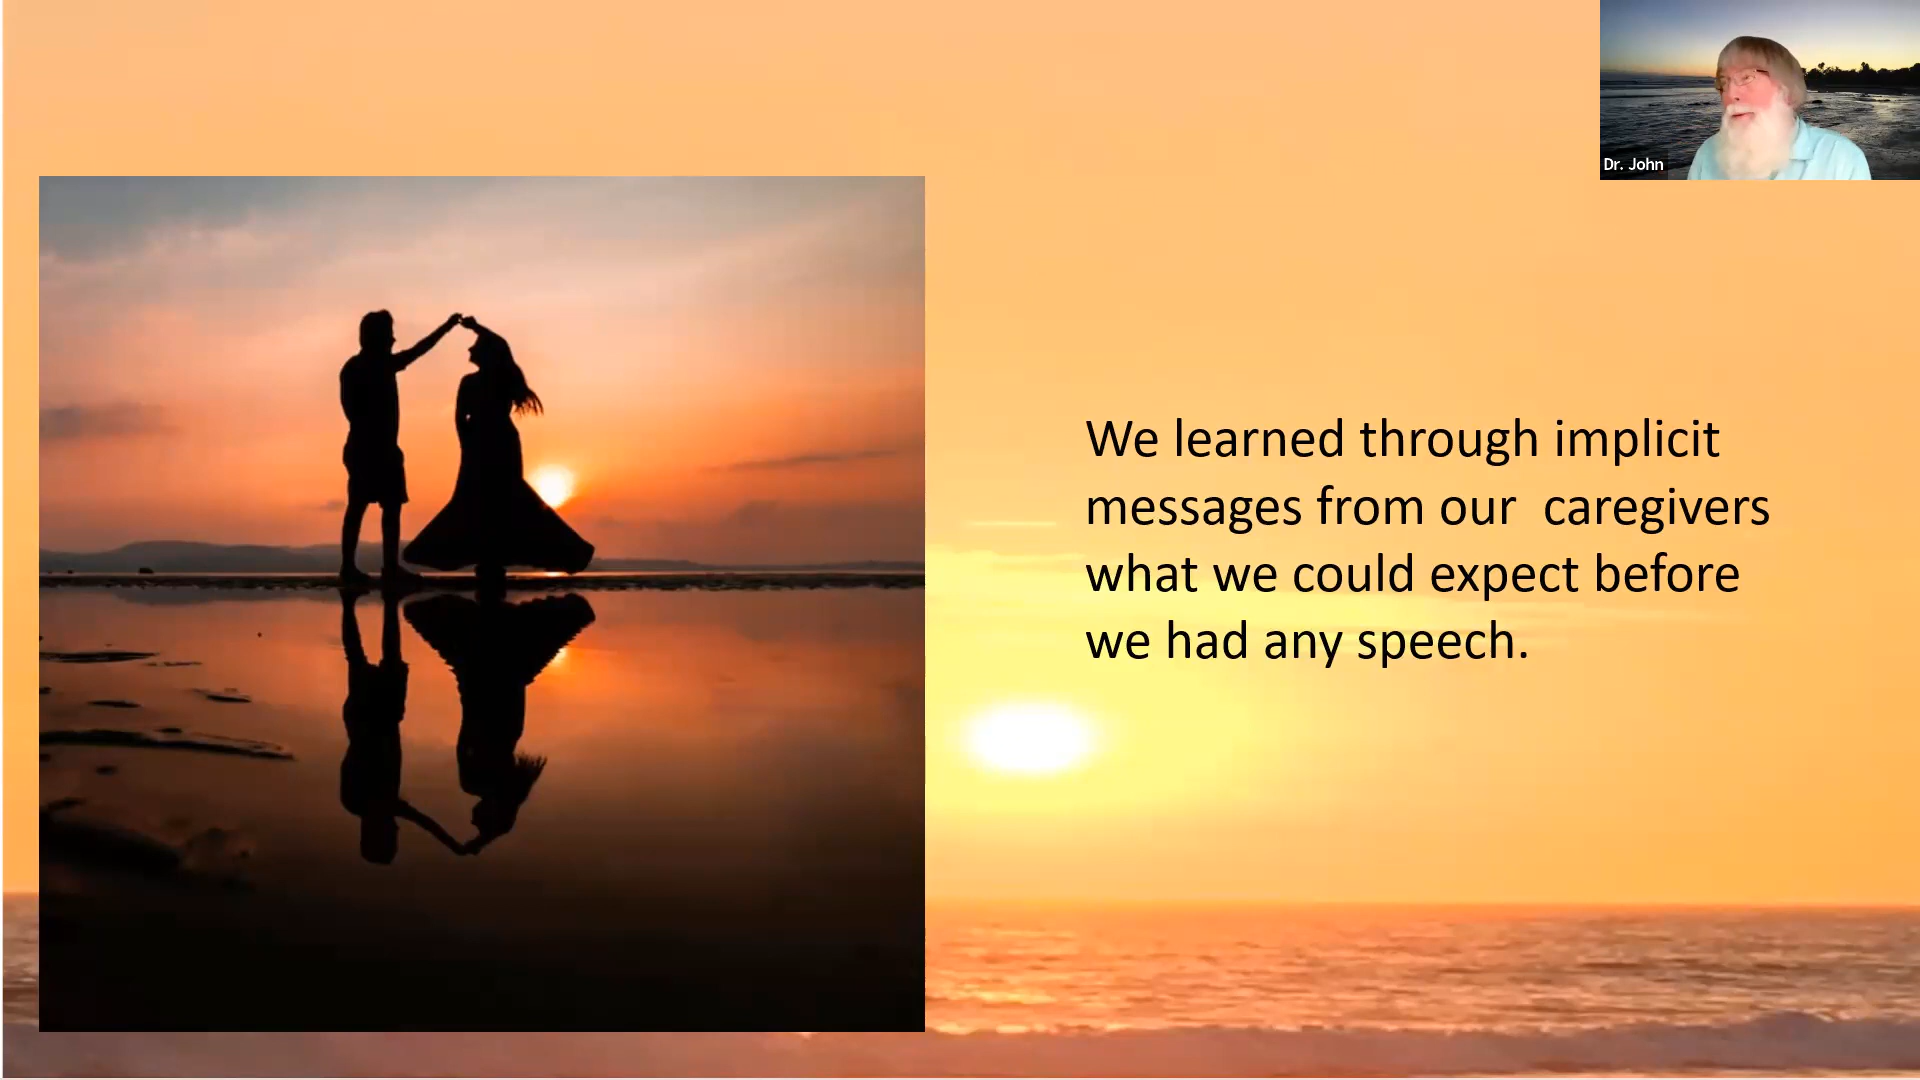 Dr. John
We learned through implicit
messages from our  caregivers
what we could expect before
we had any speech.